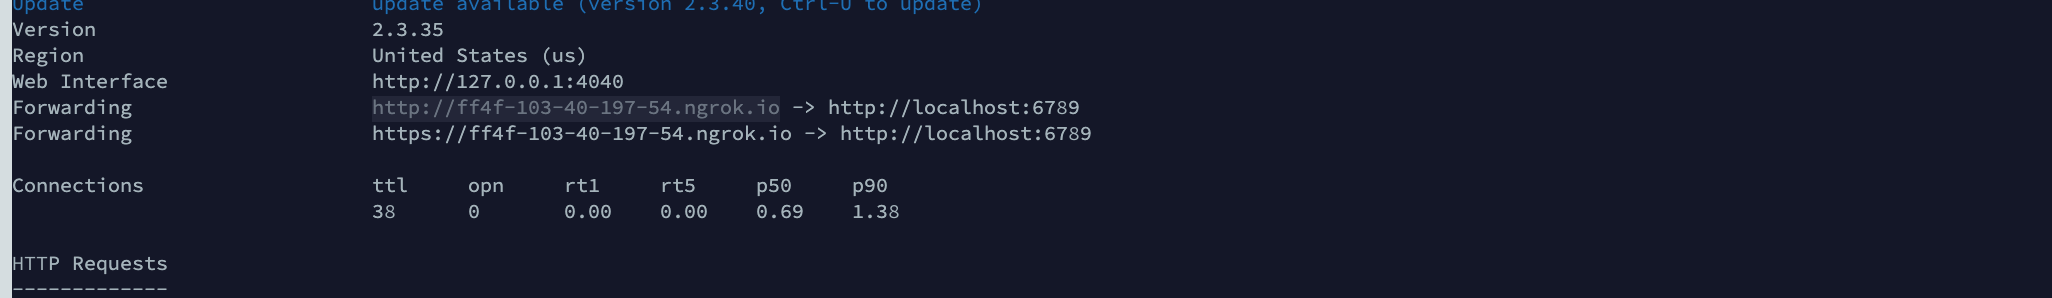 Update update available (version 2.3.40, Ctrl-U to update)
Version 2.3.35
Region United States (us)
Web Interface http://127.0.0.1:4040
Forwarding http://ff4f-103-40-197-54.ngrok.io -> http://localhost:6789
Forwarding https://ff4f-103-40-197-54.ngrok.io -> http://localhost:6789
Connections ttl opn rt1 rt5 p50 p90
38 0 0.00 0.00 0.69 1.38
HTTP Requests
-------------